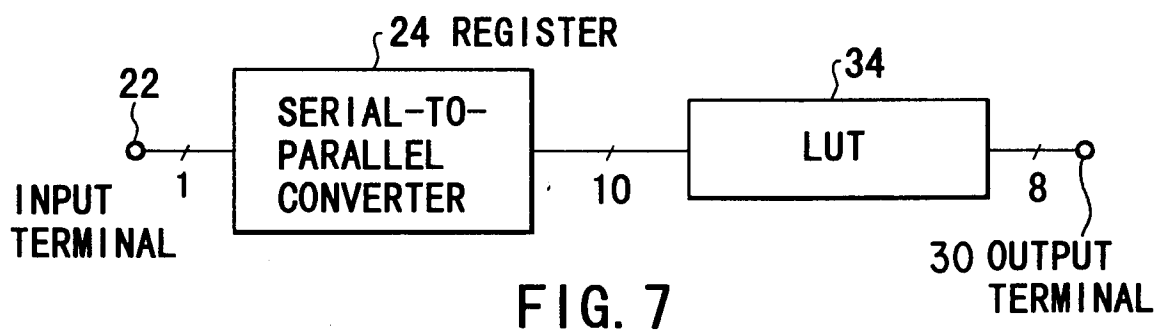 24 REGISTER
34
22
SERIAL-TO-
PARALLEL
CONVERTER
LUT
1
10
8
INPUT
TERMINAL
30 OUTPUT
TERMINAL
FIG. 7